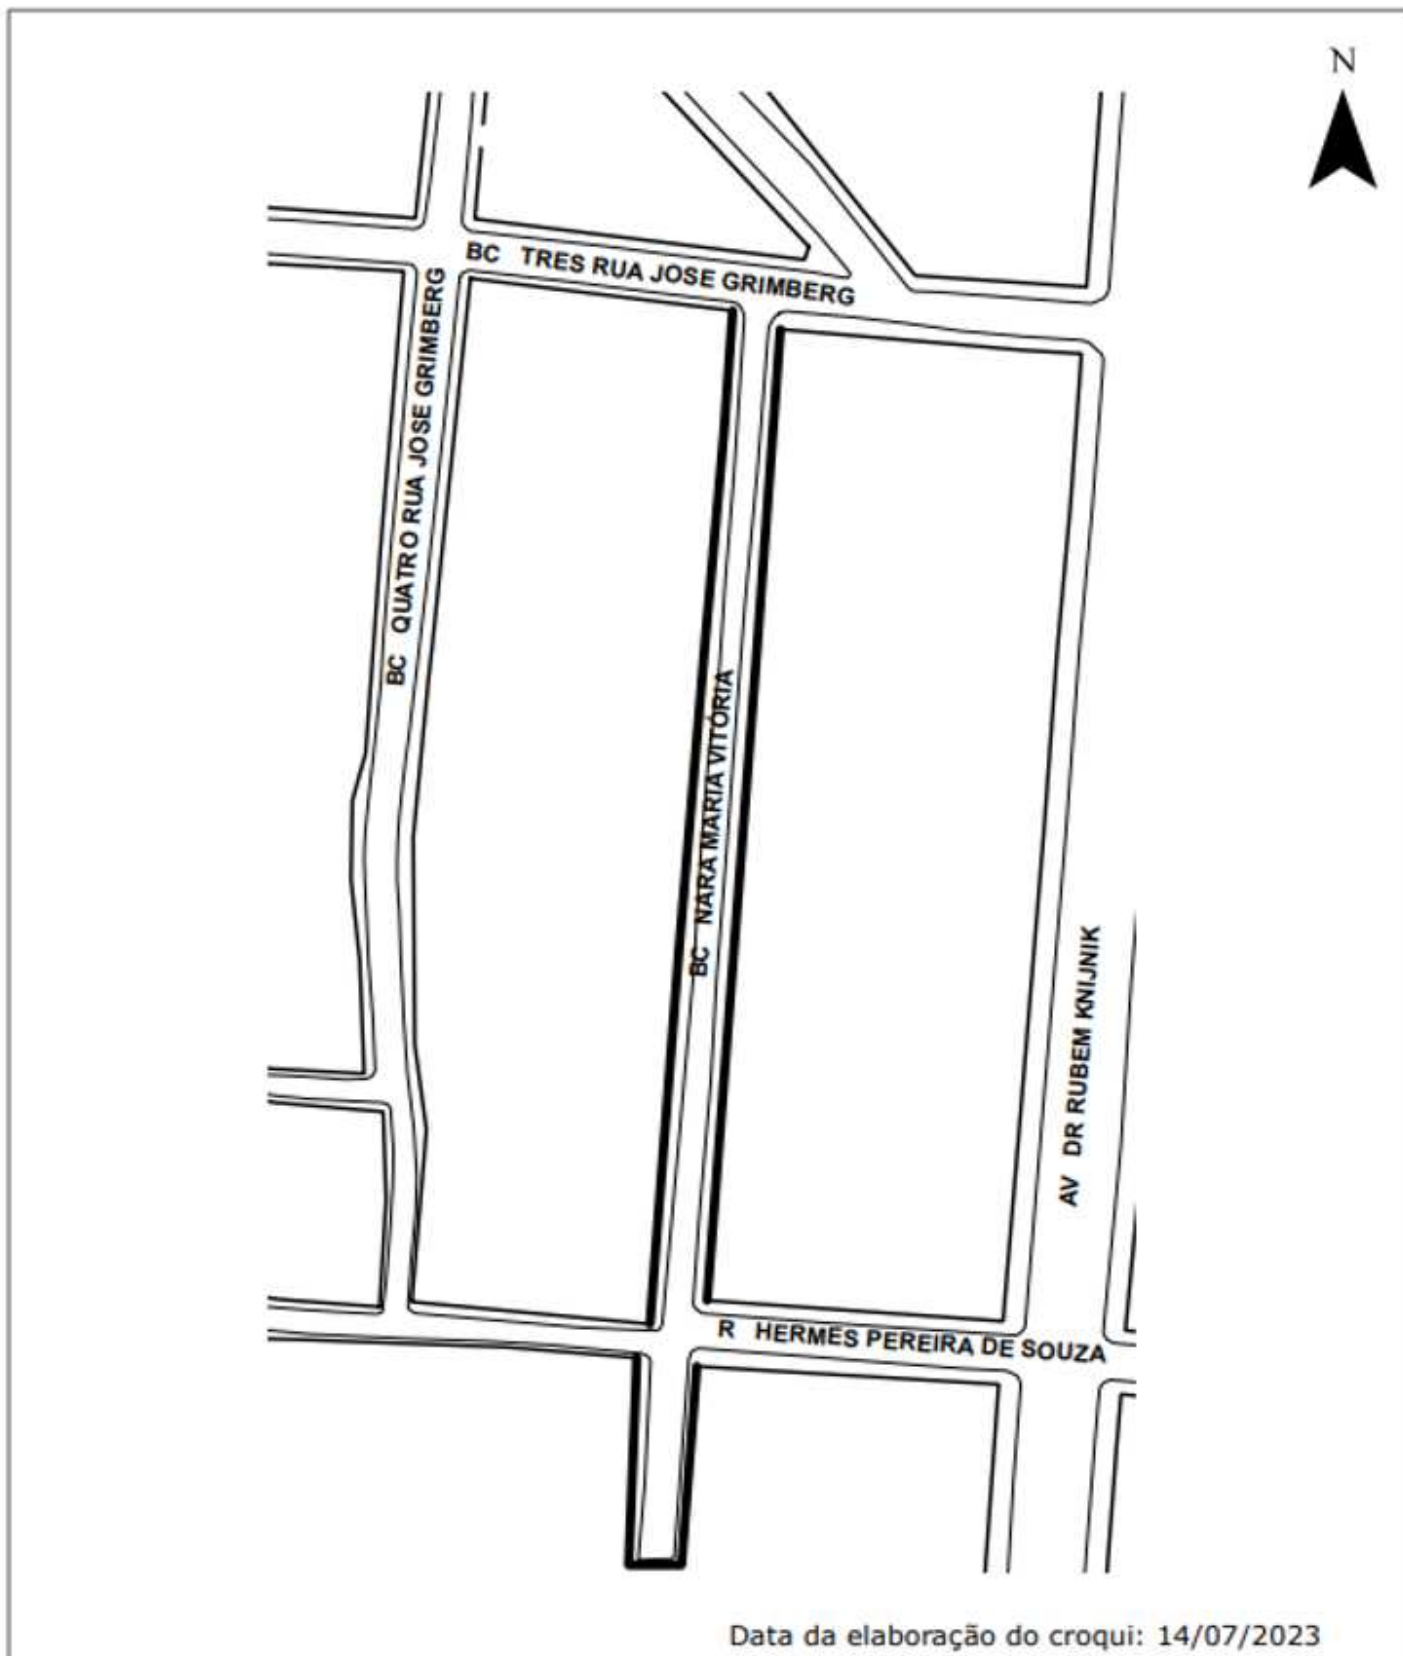 N
BC TRES RUA JOSE GRIMBERG
BC QUATRO RUA JOSE GRIMBERG
BC NARA MARIA VITÓRIA
AV DR RUBEM KNIJNIK
R HERMES PEREIRA DE SOUZA
Data da elaboração do croqui: 14/07/2023